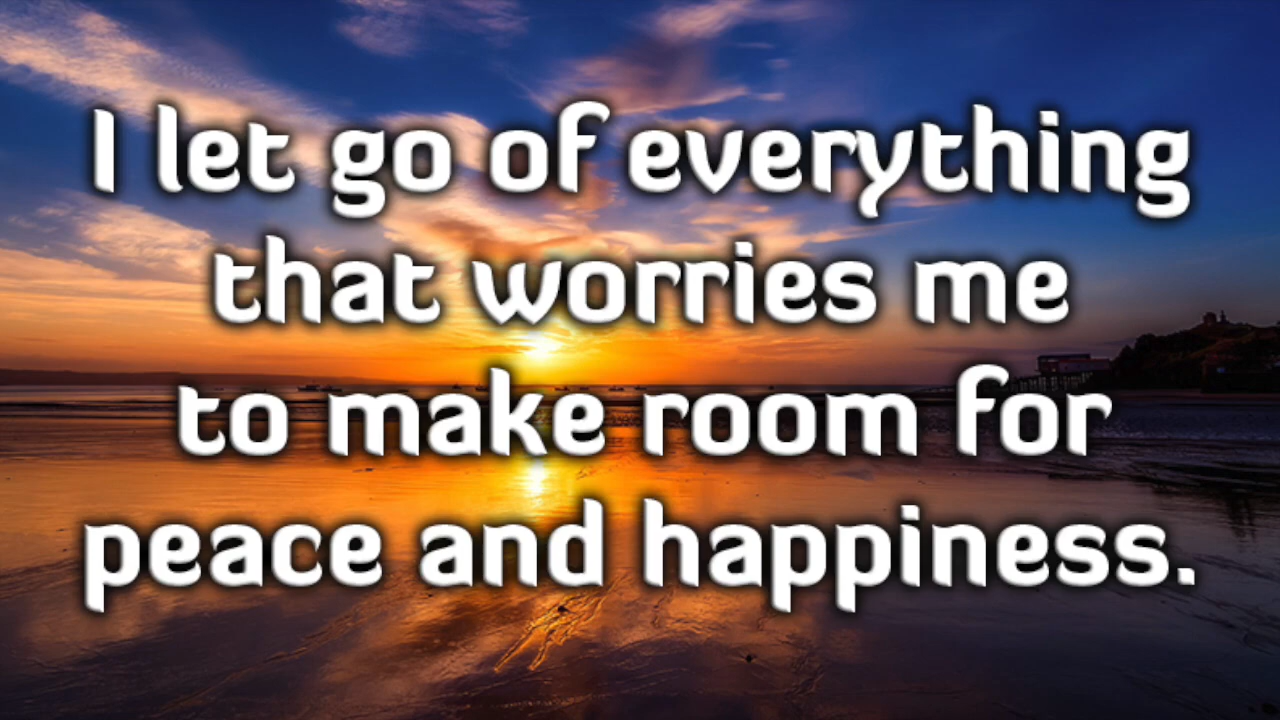 I let go of everything
that worries me
to make room for
peace and happiness.